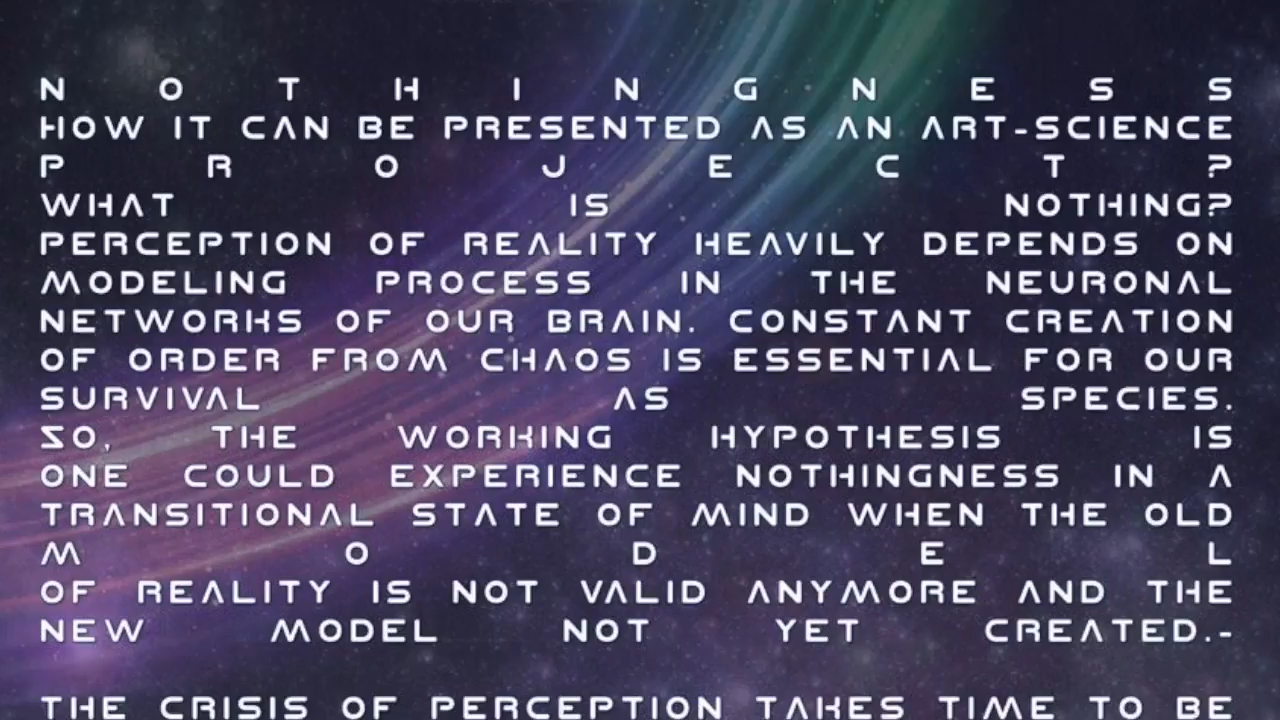 NOTHINGNESS
HOW IT CAN BE PRESENTED AS AN ART-SCIENCE
PROJECT?
WHAT IS NOTHING?
PERCEPTION OF REALITY HEAVILY DEPENDS ON
MODELING PROCESS IN THE NEURONAL
NETWORKS OF OUR BRAIN. CONSTANT CREATION
OF ORDER FROM CHAOS IS ESSENTIAL FOR OUR
SURVIVAL AS SPECIES.
SO, THE WORKING HYPOTHESIS IS
ONE COULD EXPERIENCE NOTHINGNESS IN A
TRANSITIONAL STATE OF MIND WHEN THE OLD
MODEL
OF REALITY IS NOT VALID ANYMORE AND THE
NEW MODEL NOT YET CREATED.-
THE CRISIS OF PERCEPTION TAKES TIME TO BE